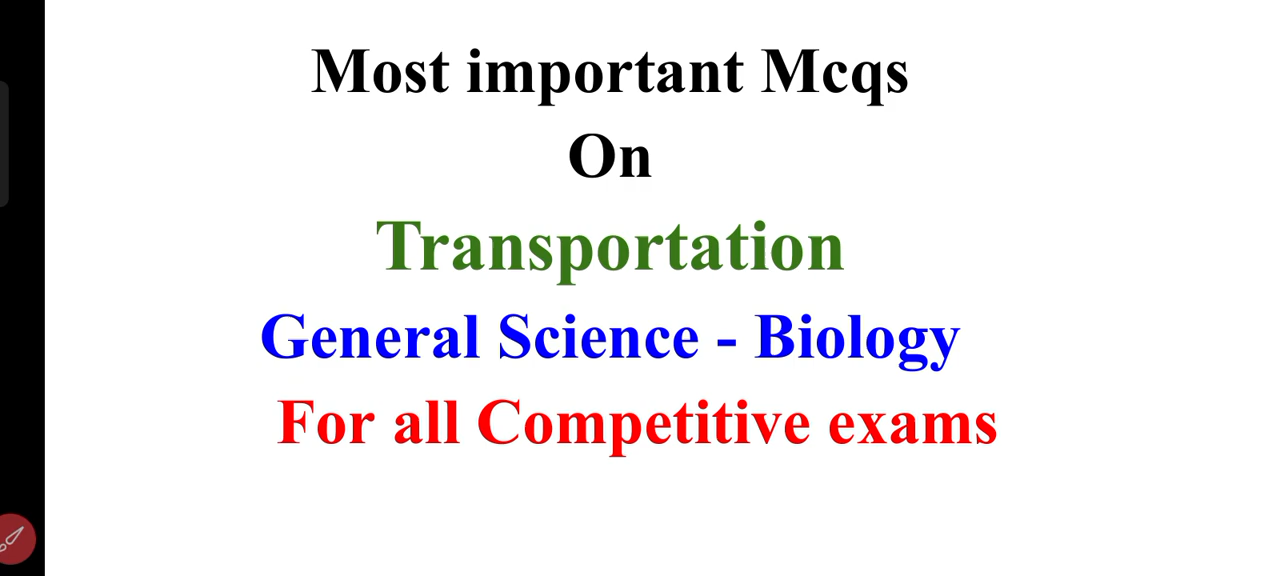 Most important Mcqs
On
Transportation
General Science - Biology
For all Competitive exams